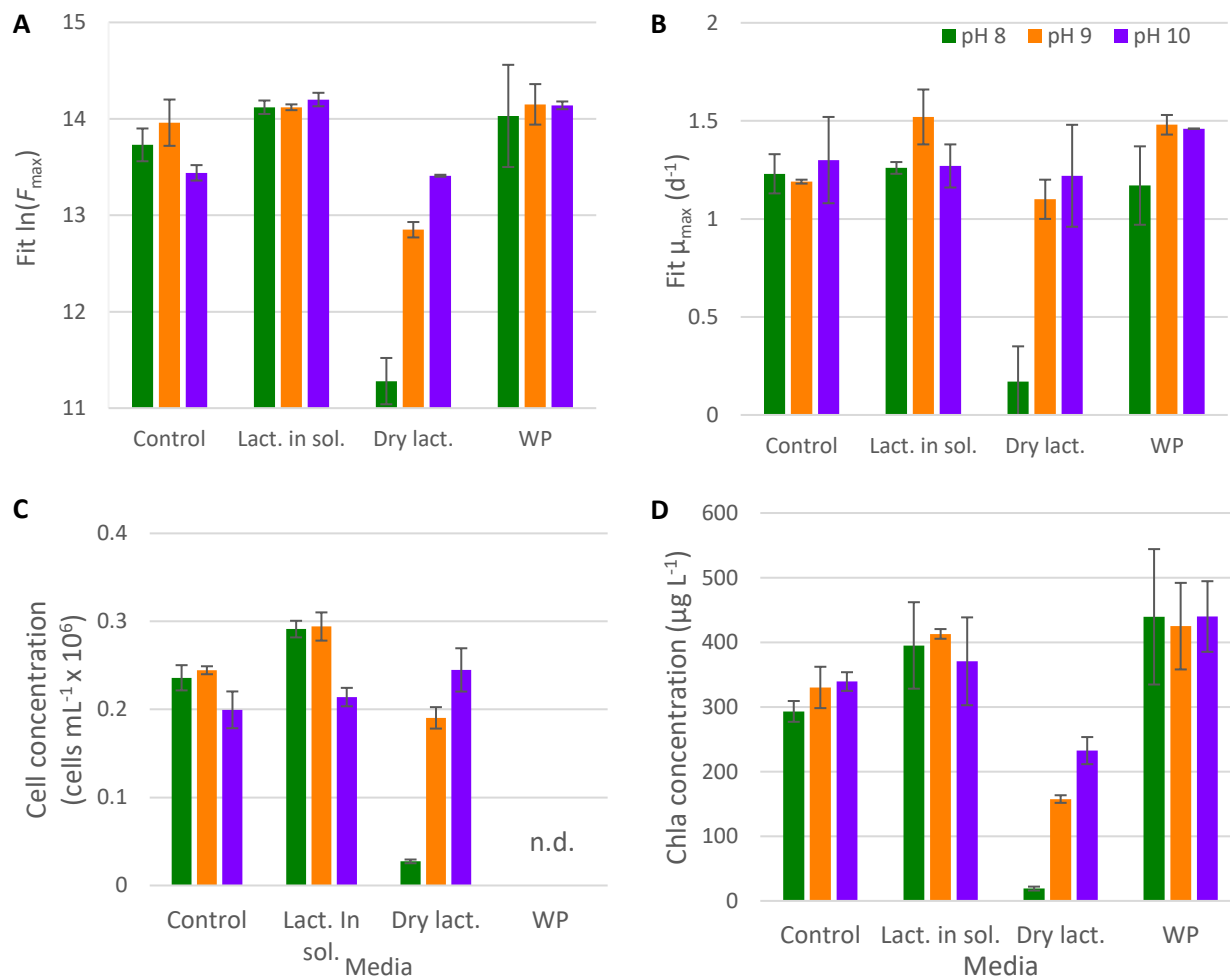 A
15
14
13
12
11
Fit ln(Fmax)
Control
Lact. in sol.
Dry lact.
WP
B
pH 8
pH 9
pH 10
2
1.5
1
0.5
0
Fit μmax (d-1)
Control
Lact. in sol.
Dry lact.
WP
C
0.4
0.3
0.2
0.1
0
Cell concentration
(cells mL-1 x 106)
n.d.
Control
Lact. In
sol.
Dry lact.
WP
Media
D
600
500
400
300
200
100
0
Chla concentration (μg L-1)
Control
Lact. in sol.
Dry lact.
WP
Media